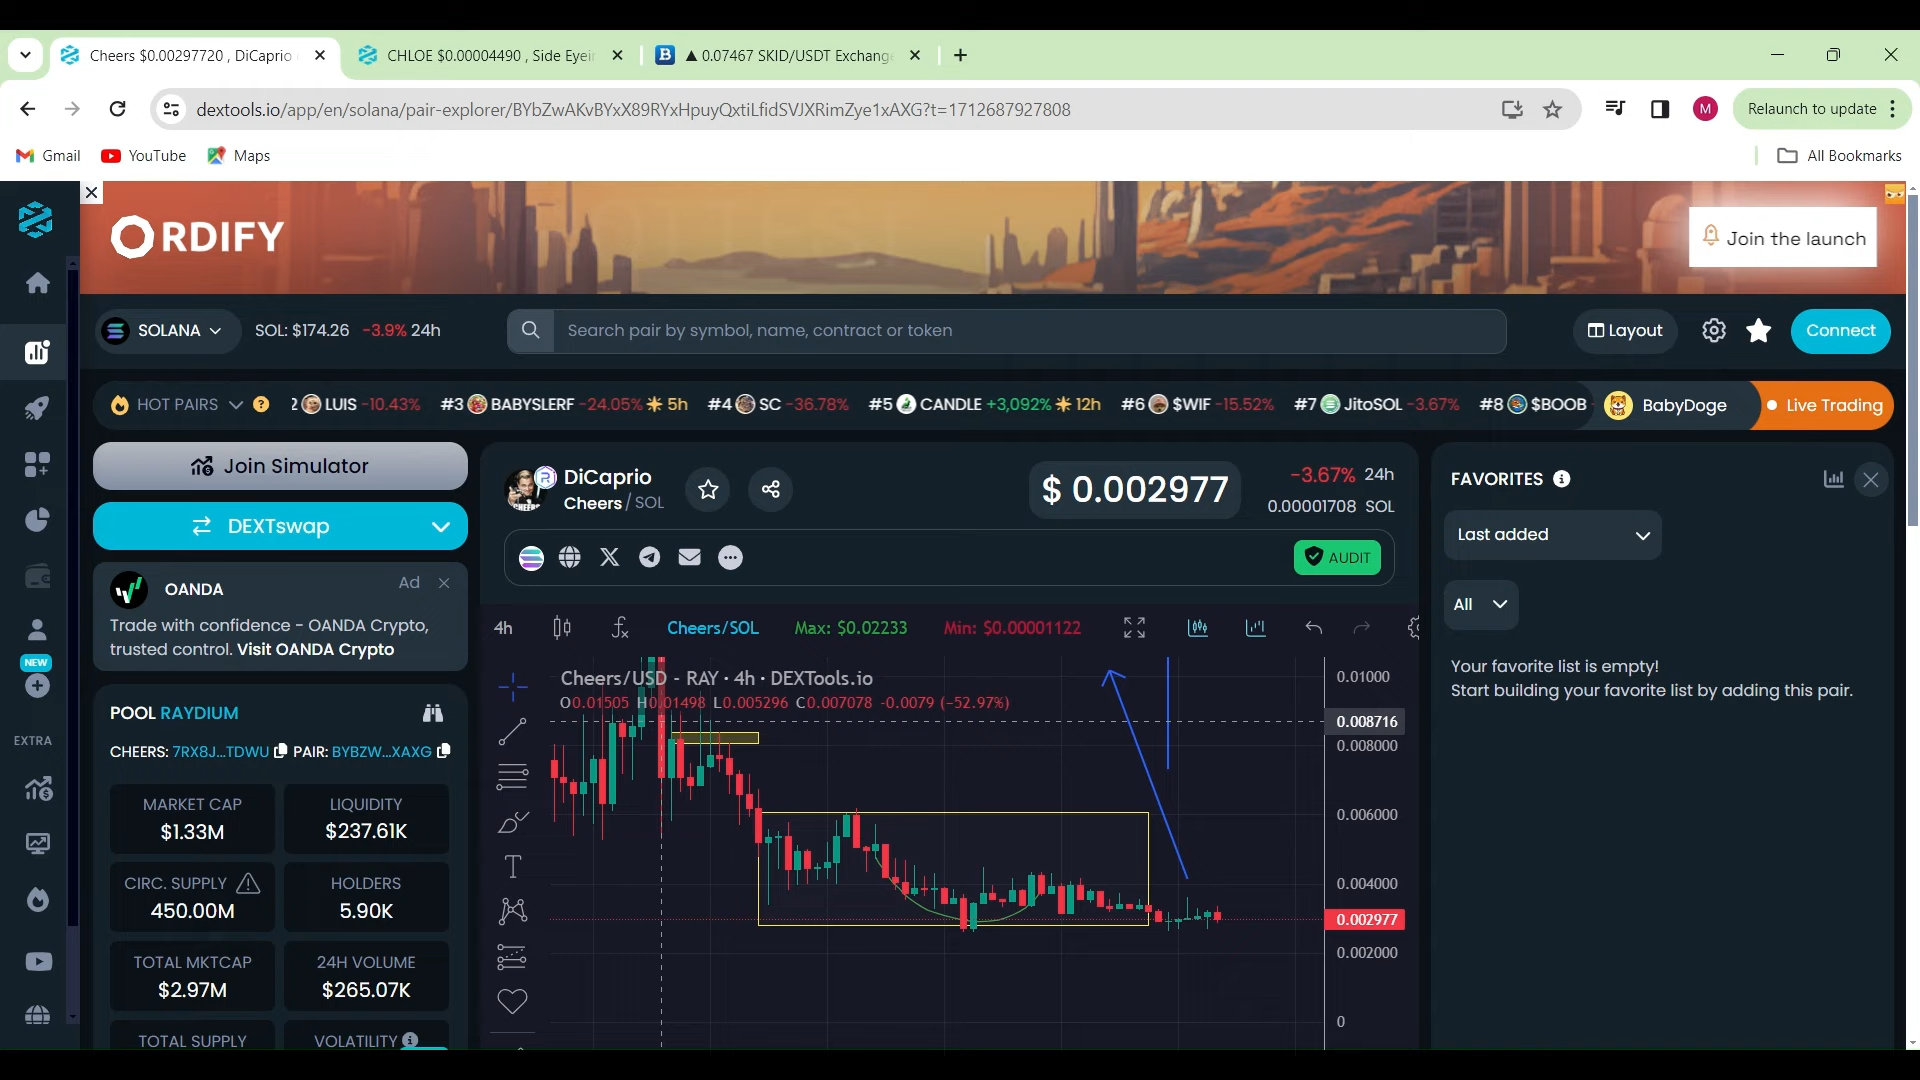 Cheers $0.00297720 , DiCaprio
CHLOE $0.00004490 , Side Eyein
▲ 0.07467 SKID/USDT Exchange
dextools.io/app/en/solana/pair-explorer/BYbZwAKvBYxX89RYxHpuyQxtiLfidSVJXRimZye1xAXG?t=1712687927808
M
Relaunch to update
Gmail
YouTube
Maps
All Bookmarks
ORDIFY
Join the launch
SOLANA
SOL: $174.26 -3.9% 24h
Search pair by symbol, name, contract or token
Layout
Connect
HOT PAIRS
2 LUIS -10.43% #3 BABYSLERF -24.05% 5h #4 SC -36.78% #5 CANDLE +3,092% 12h #6 $WIF -15.52% #7 JitoSOL -3.67% #8 $BOOB
BabyDoge
Live Trading
Join Simulator
DEXTswap
OANDA
Ad
Trade with confidence - OANDA Crypto,
trusted control. Visit OANDA Crypto
POOL RAYDIUM
CHEERS: 7RX8J...TDWU PAIR: BYBZW...XAXG
MARKET CAP
$1.33M
LIQUIDITY
$237.61K
CIRC. SUPPLY
450.00M
HOLDERS
5.90K
TOTAL MKTCAP
$2.97M
24H VOLUME
$265.07K
TOTAL SUPPLY
VOLATILITY
NEW
EXTRA
DiCaprio
Cheers / SOL
$ 0.002977
-3.67% 24h
0.00001708 SOL
AUDIT
4h
Cheers/SOL
Max: $0.02233
Min: $0.00001122
Cheers/USD - RAY · 4h · DEXTools.io
O0.01505 H0.01498 L0.005296 C0.007078 -0.0079 (-52.97%)
0.01000
0.008716
0.008000
0.006000
0.004000
0.002977
0.002000
0
FAVORITES
Last added
All
Your favorite list is empty!
Start building your favorite list by adding this pair.